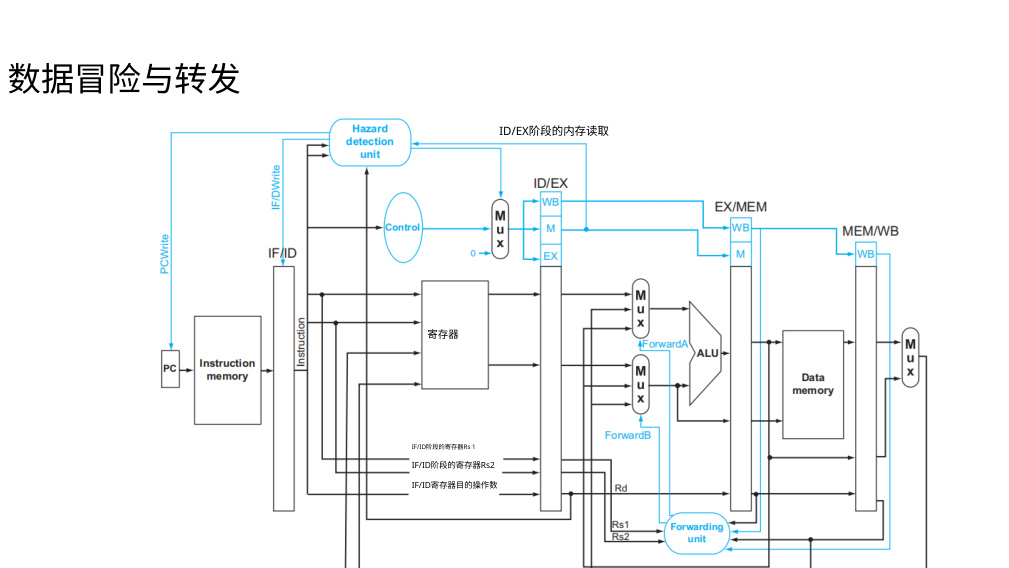 数据冒险与转发
Hazard
detection
unit
ID/EX阶段的内存读取
IF/DWrite
PCWrite
Control
M
u
x
0
ID/EX
WB
M
EX
EX/MEM
WB
M
MEM/WB
WB
IF/ID
Instruction
PC
Instruction
memory
寄存器
M
u
x
ForwardA
M
u
x
ForwardB
ALU
Data
memory
M
u
x
IF/ID阶段的寄存器Rs 1
IF/ID阶段的寄存器Rs2
IF/ID寄存器目的操作数
Rd
Rs1
Rs2
Forwarding
unit